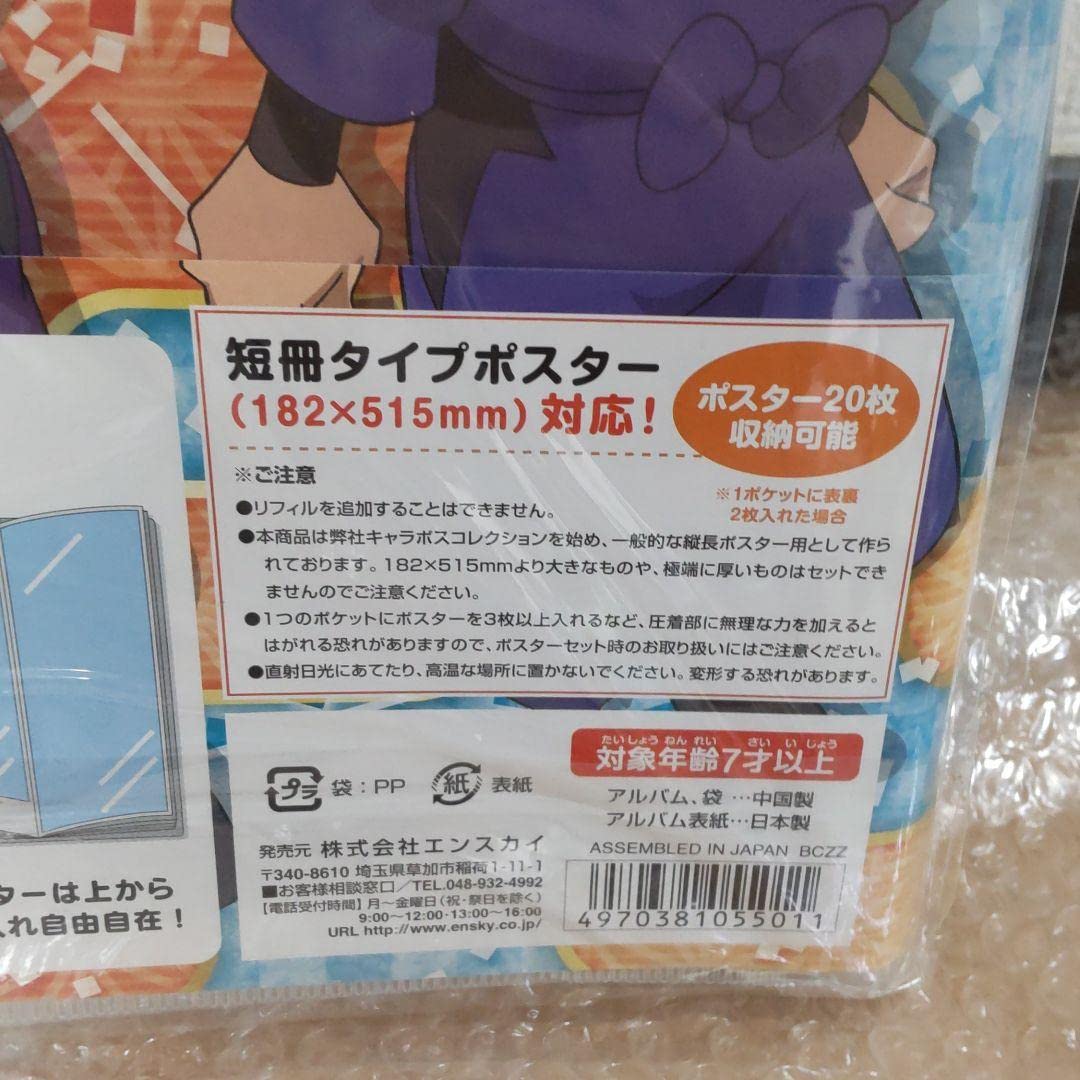 短冊タイプポスター
(182×515mm)対応!
ポスター20枚
収納可能
※1ポケットに表裏
2枚入れた場合
※ご注意
●リフィルを追加することはできません。
●本商品は弊社キャラポスコレクションを始め、一般的な縦長ポスター用として作ら
れております。182×515mmより大きなものや、極端に厚いものはセットでき
ませんのでご注意ください。
●1つのポケットにポスターを3枚以上入れるなど、圧着部に無理な力を加えると
はがれる恐れがありますので、ポスターセット時のお取り扱いにはご注意ください。
●直射日光にあてたり、高温な場所に置かないでください。変形する恐れがあります。
ターは上から
入れ自由自在!
プラ 袋:PP 紙 表紙
発売元 株式会社エンスカイ
〒340-8610 埼玉県草加市稲荷1-11-1
■お客様相談窓口/TEL.048-932-4992
【電話受付時間】月〜金曜日(祝・祭日を除く)
9:00〜12:00・13:00〜16:00
URL http://www.ensky.co.jp/
たいしょうねんれい さいいじょう
対象年齢7才以上
アルバム、袋…中国製
アルバム表紙…日本製
ASSEMBLED IN JAPAN BCZZ
4970381055011